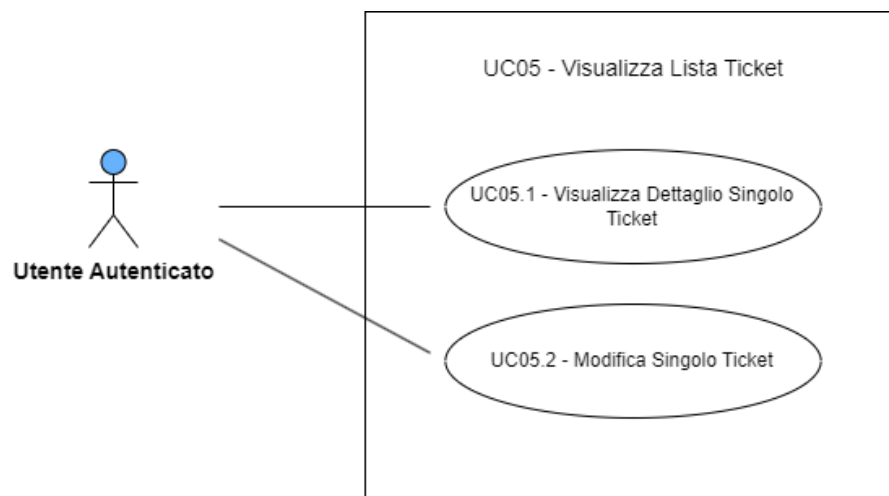 UC05 - Visualizza Lista Ticket
UC05.1 - Visualizza Dettaglio Singolo
Ticket
Utente Autenticato
UC05.2 - Modifica Singolo Ticket